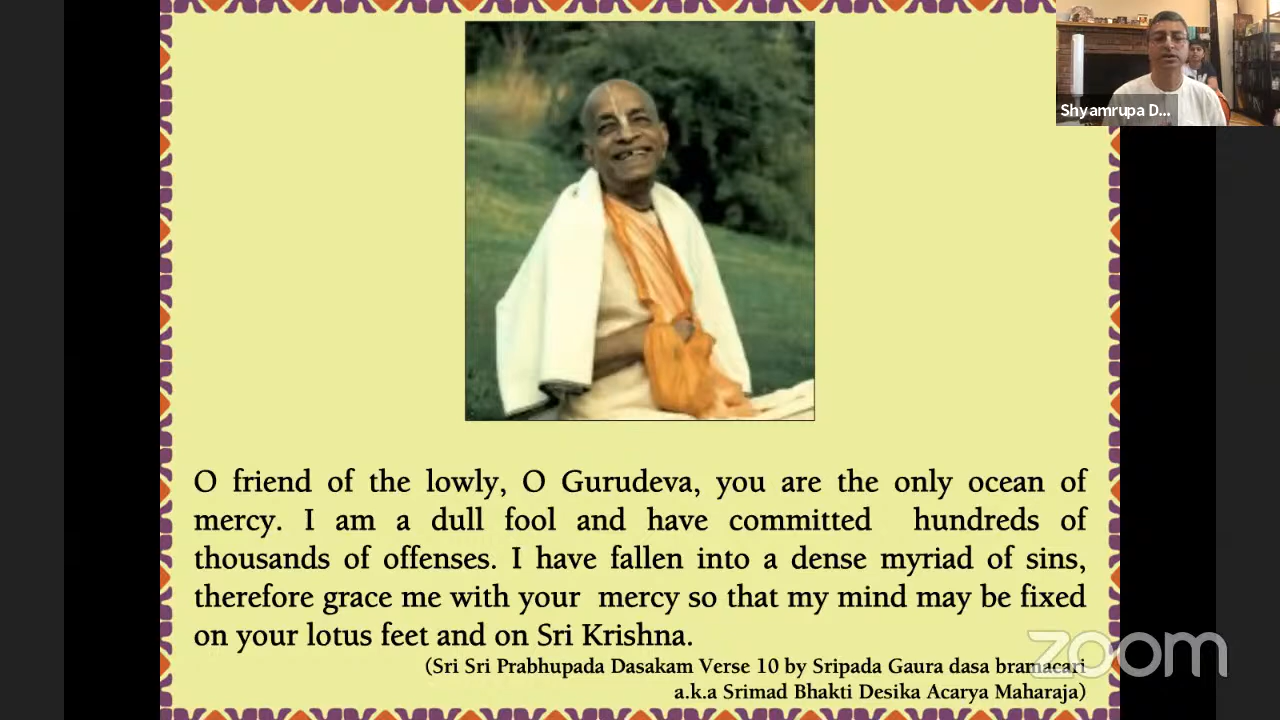 Shyamrupa D...
O friend of the lowly, O Gurudeva, you are the only ocean of
mercy. I am a dull fool and have committed hundreds of
thousands of offenses. I have fallen into a dense myriad of sins,
therefore grace me with your mercy so that my mind may be fixed
on your lotus feet and on Sri Krishna.
(Sri Sri Prabhupada Dasakam Verse 10 by Sripada Gaura dasa bramacari
a.k.a Srimad Bhakti Desika Acarya Maharaja)
zoom